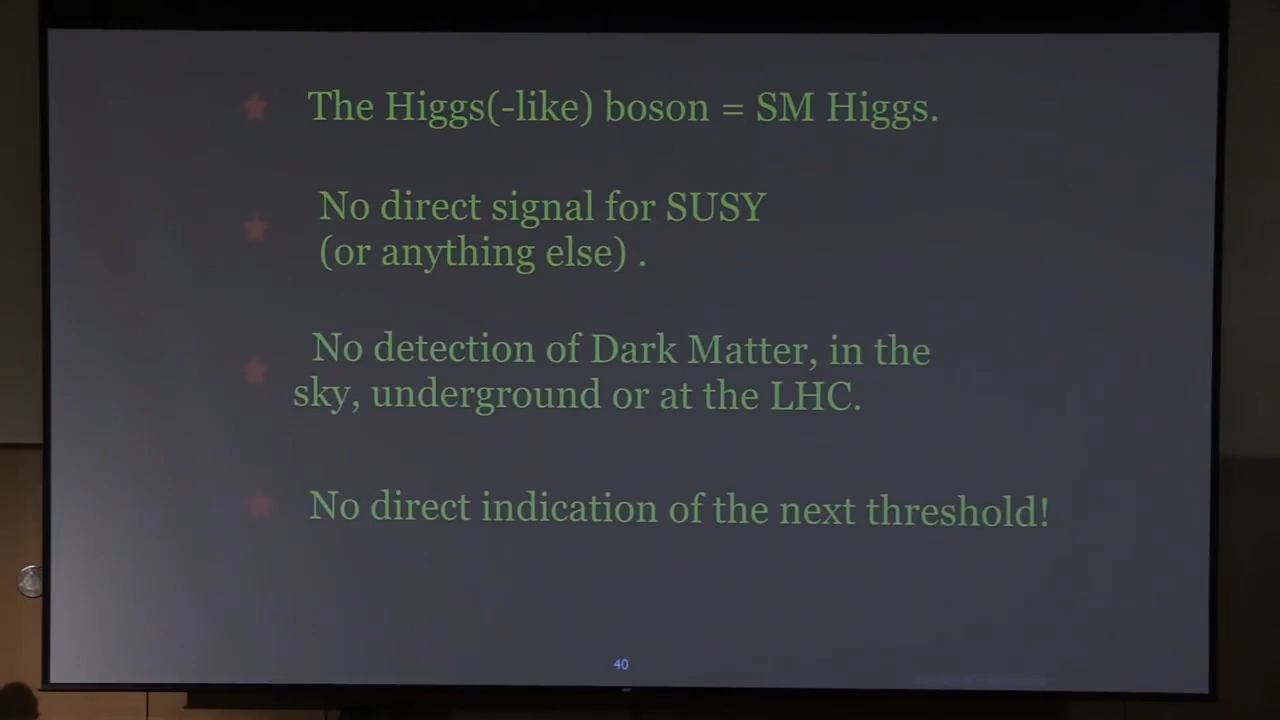 The Higgs(-like) boson = SM Higgs.
No direct signal for SUSY
(or anything else) .
No detection of Dark Matter, in the
sky, underground or at the LHC.
No direct indication of the next threshold!
40